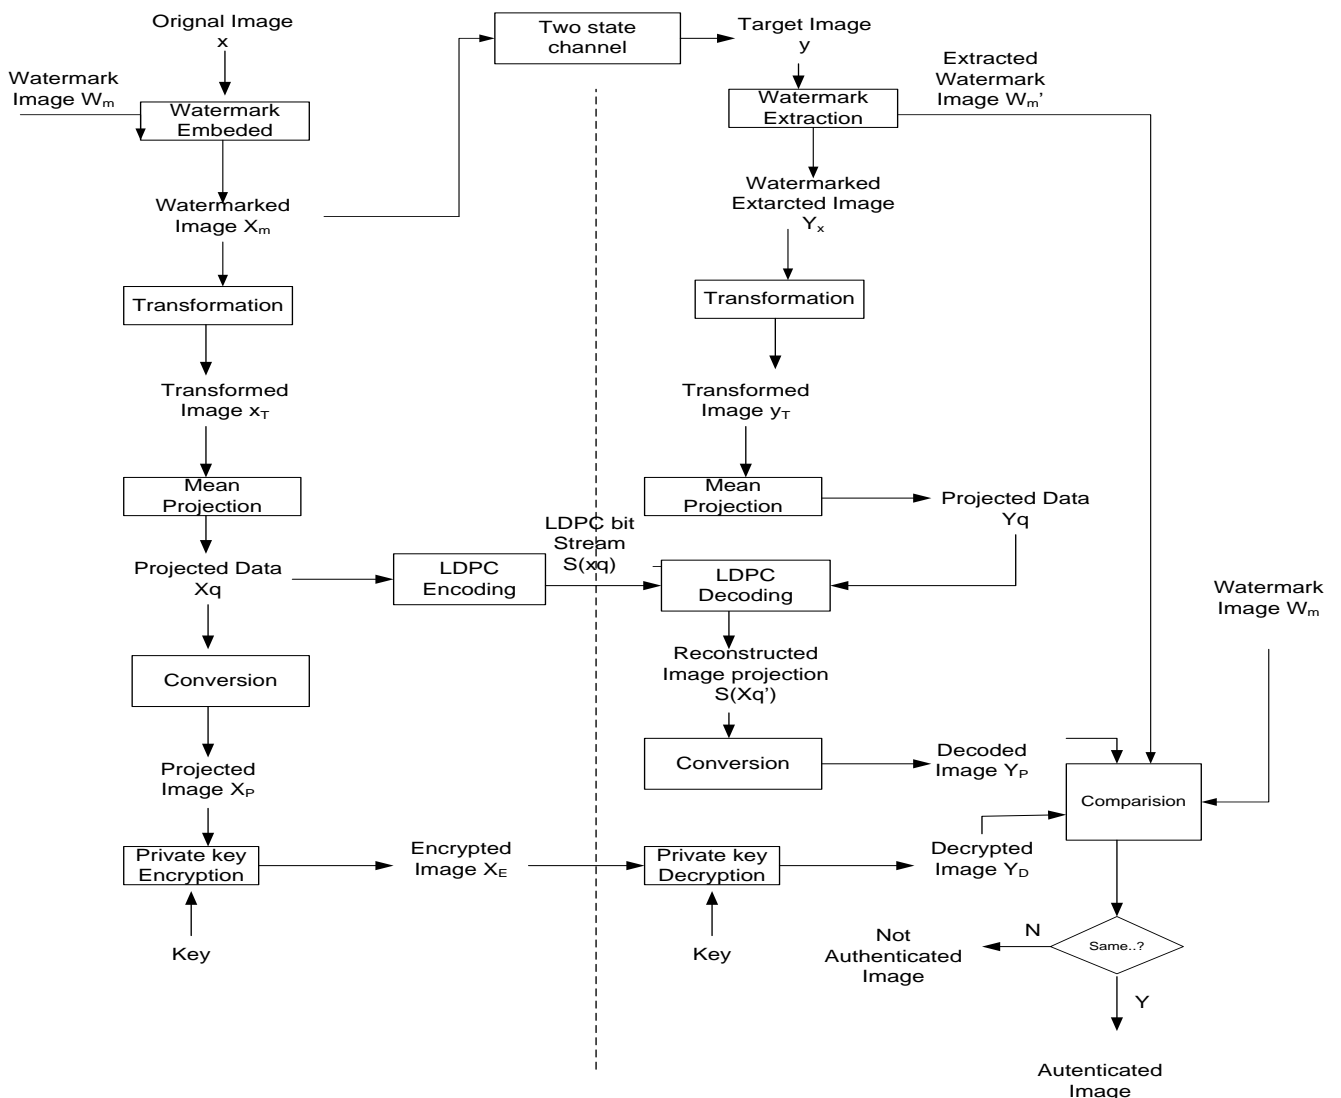 Orignal Image
x
Watermark
Image Wm
Watermark
Embeded
Watermarked
Image Xm
Transformation
Transformed
Image xT
Mean
Projection
Projected Data
Xq
LDPC
Encoding
Conversion
Projected
Image XP
Private key
Encryption
Key
Encrypted
Image XE
Two state
channel
LDPC bit
Stream
S(xq)
Target Image
y
Watermark
Extraction
Extracted
Watermark
Image Wm’
Watermarked
Extarcted Image
Yx
Transformation
Transformed
Image yT
Mean
Projection
Projected Data
Yq
LDPC
Decoding
Reconstructed
Image projection
S(Xq’)
Conversion
Decoded
Image YP
Private key
Decryption
Key
Decrypted
Image YD
Watermark
Image Wm
Comparision
Same..?
N
Not
Authenticated
Image
Y
Autenticated
Image